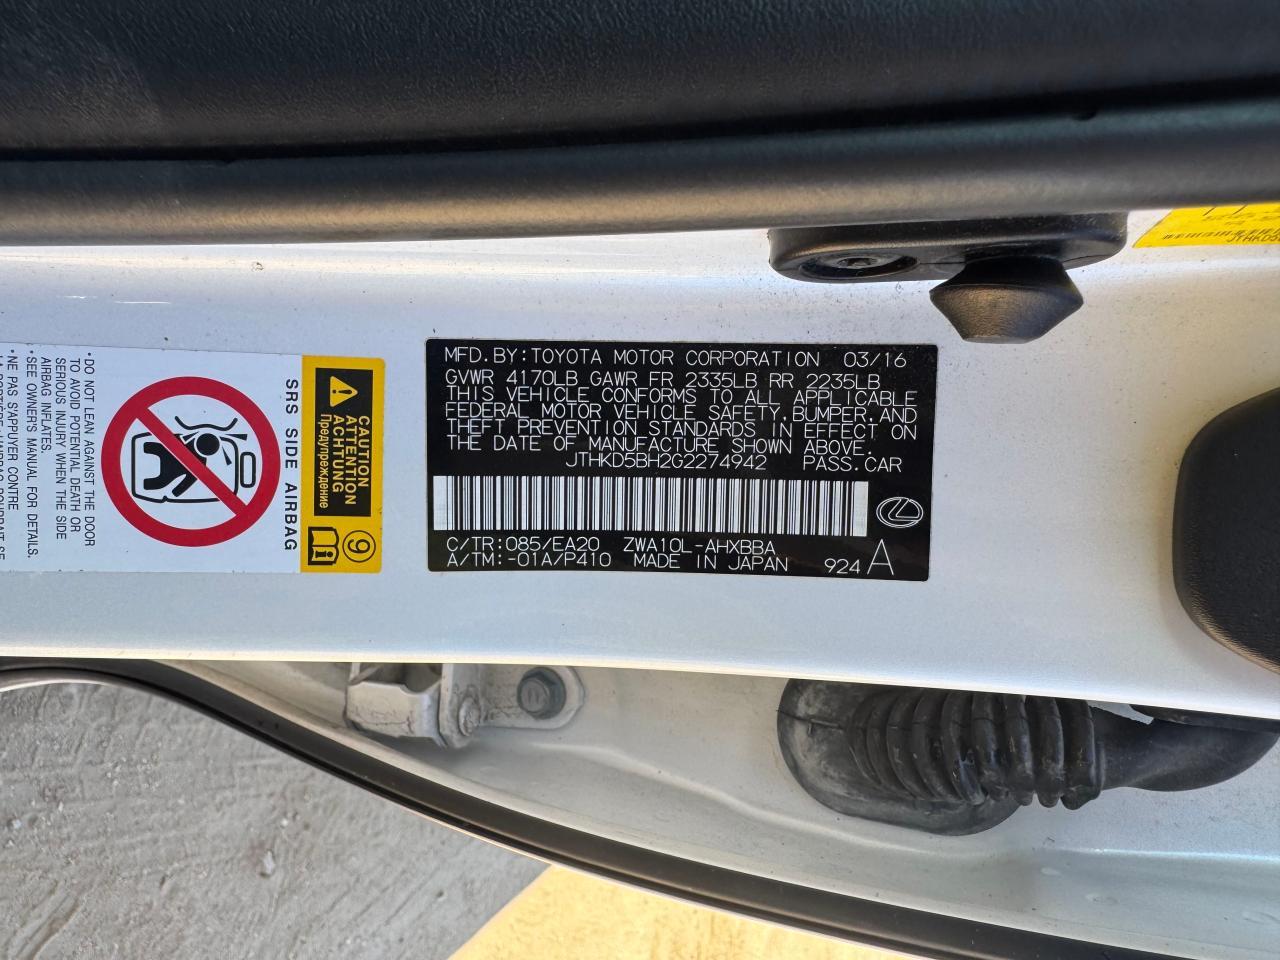 MFD. BY: TOYOTA MOTOR CORPORATION 03/16
GVWR 4170LB GAWR FR 2335LB RR 2235LB
THIS VEHICLE CONFORMS TO ALL APPLICABLE
FEDERAL MOTOR VEHICLE SAFETY, BUMPER, AND
THEFT PREVENTION STANDARDS IN EFFECT ON
THE DATE OF MANUFACTURE SHOWN ABOVE.
JTHKD5BH2G2274942 PASS. CAR
C/TR: 085/EA20 ZWA10L-AHXBBA
A/TM: -01A/P410 MADE IN JAPAN 924 A
CAUTION
ATTENTION
ACHTUNG
Предупреждение
9
SRS SIDE AIRBAG
• DO NOT LEAN AGAINST THE DOOR
TO AVOID POTENTIAL DEATH OR
SERIOUS INJURY WHEN THE SIDE
AIRBAG INFLATES.
• SEE OWNER'S MANUAL FOR DETAILS.
• NE PAS S'APPUYER CONTRE